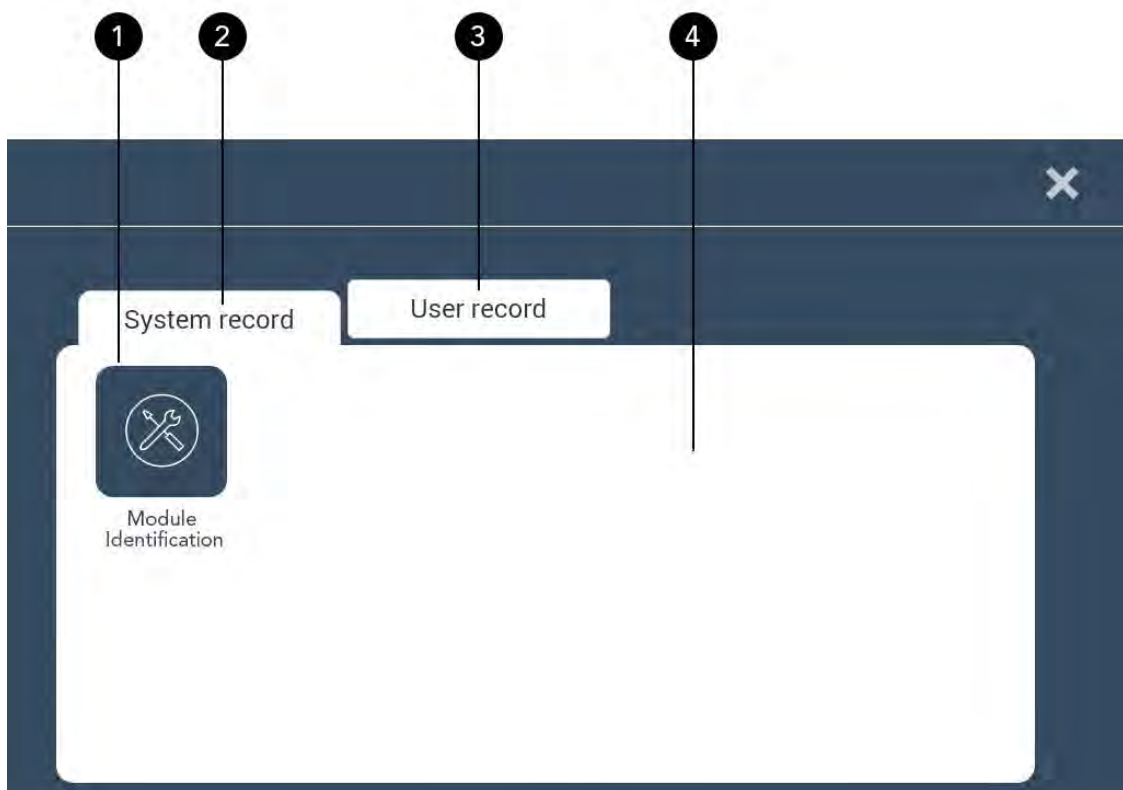 1 2 3 4
System record
User record
Module
Identification